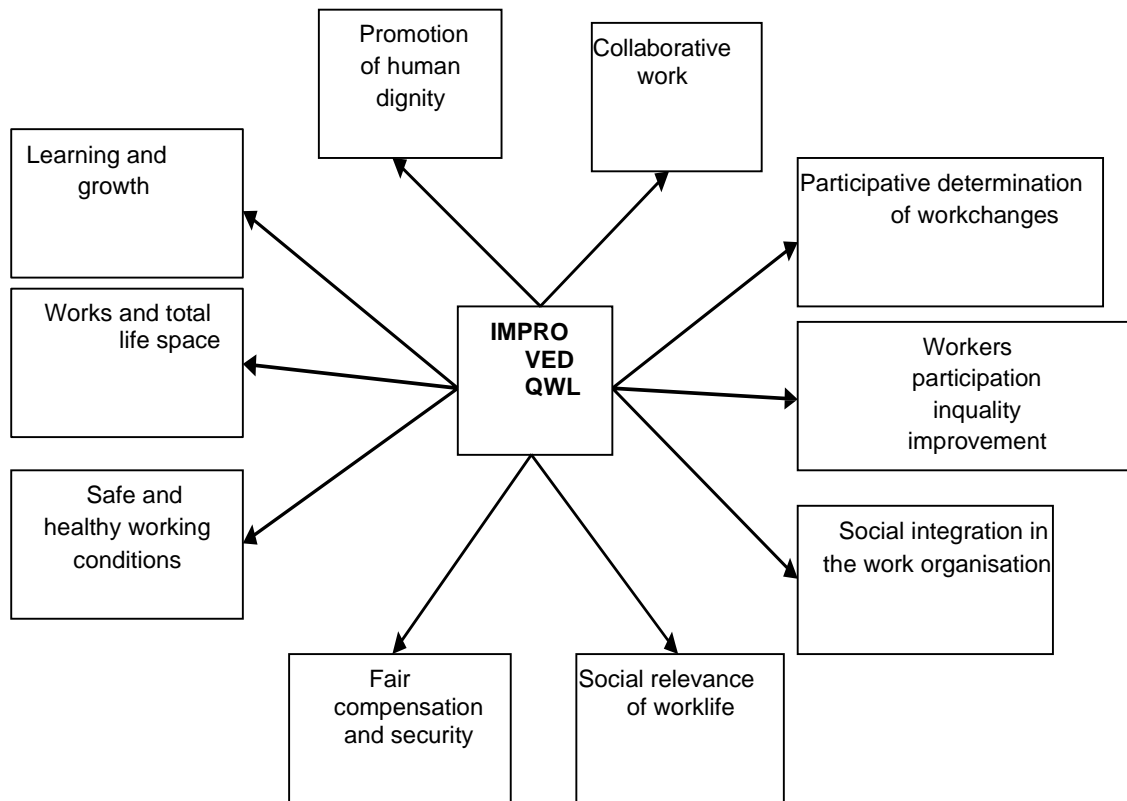 Promotion
of human
dignity
Collaborative
work
Learning and
growth
Participative determination
of workchanges
Works and total
life space
IMPRO
VED
QWL
Workers
participation
inquality
improvement
Safe and
healthy working
conditions
Social integration in
the work organisation
Fair
compensation
and security
Social relevance
of worklife